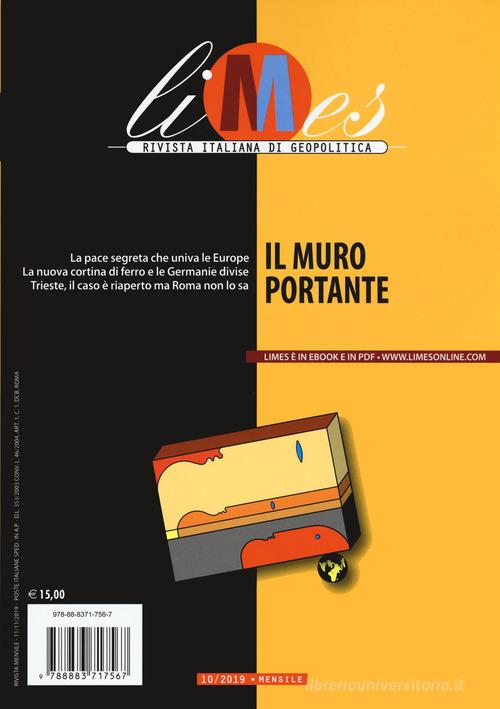 liMes
RIVISTA ITALIANA DI GEOPOLITICA
La pace segreta che univa le Europe
La nuova cortina di ferro e le Germanie divise
Trieste, il caso è riaperto ma Roma non lo sa
IL MURO
PORTANTE
LIMES È IN EBOOK E IN PDF • WWW.LIMESONLINE.COM
RIVISTA MENSILE - 11/11/2019 - POSTE ITALIANE SPED. IN A.P. - D.L. 353/2003 CONV. L. 46/2004, ART. 1, C. 1, DCB, ROMA
€ 15,00
978-88-8371-756-7
9 788883 717567
10/2019 • MENSILE
libreriauniversitaria.it